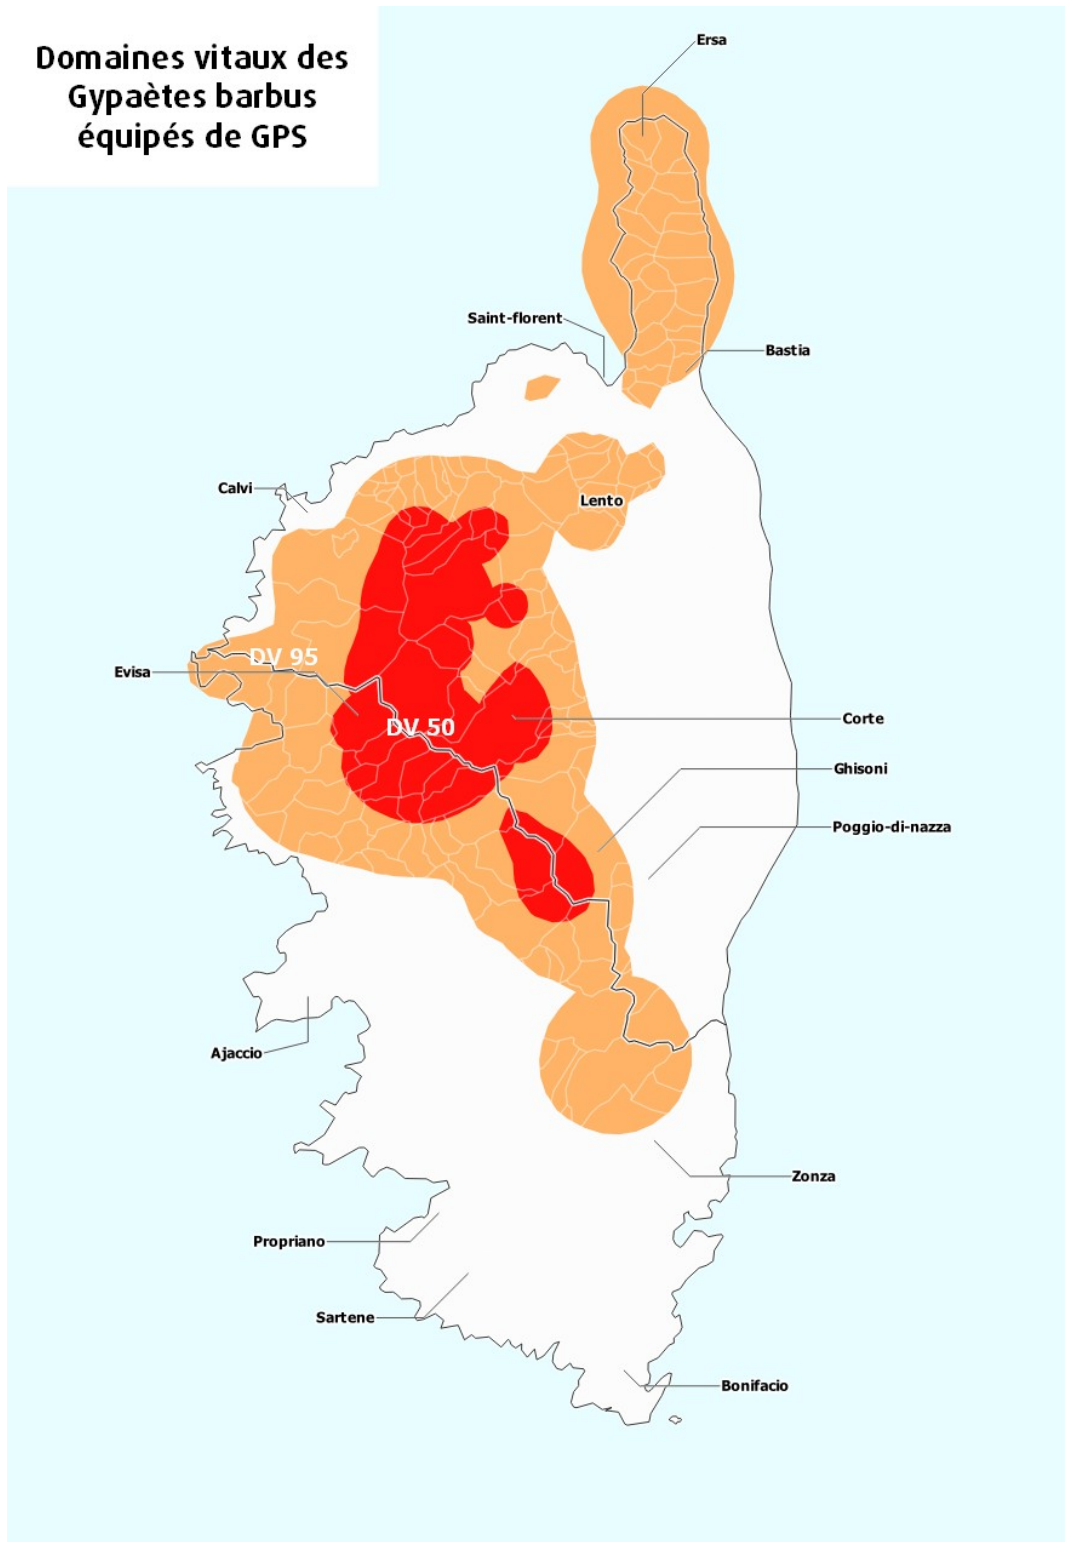 Domaines vitaux des
Gypaètes barbus
équipés de GPS
Ersa
Saint-florent
Bastia
Calvi
Lento
DV 95
Evisa
DV 50
Corte
Ghisoni
Poggio-di-nazza
Ajaccio
Zonza
Propriano
Sartene
Bonifacio